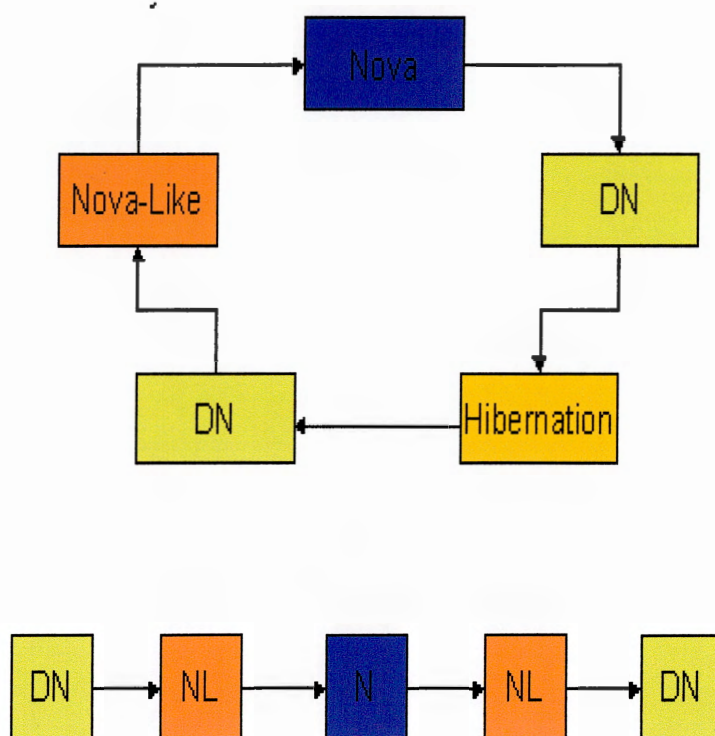 Nova
Nova-Like
DN
DN
Hibernation
DN NL N NL DN